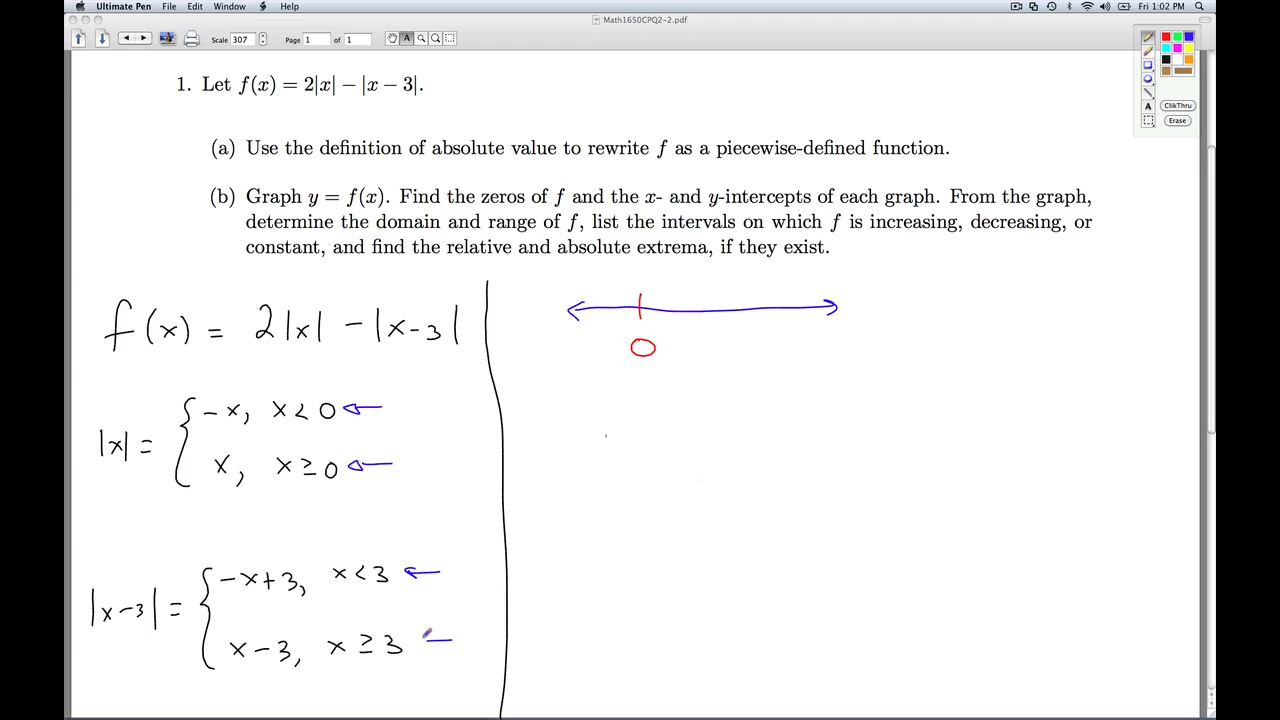 Ultimate Pen File Edit Window Help Fri 1:02 PM
Math1650CPQ2-2.pdf
Scale 307 Page 1 of 1 A
1. Let f(x) = 2|x| − |x − 3|.
A ClikThru
Erase
(a) Use the definition of absolute value to rewrite f as a piecewise-defined function.
(b) Graph y = f(x). Find the zeros of f and the x- and y-intercepts of each graph. From the graph,
determine the domain and range of f, list the intervals on which f is increasing, decreasing, or
constant, and find the relative and absolute extrema, if they exist.
f(x) = 2|x| − |x−3|
0
|x| = { −x, x < 0
x, x ≥ 0
|x−3| = { −x+3, x < 3
x−3, x ≥ 3